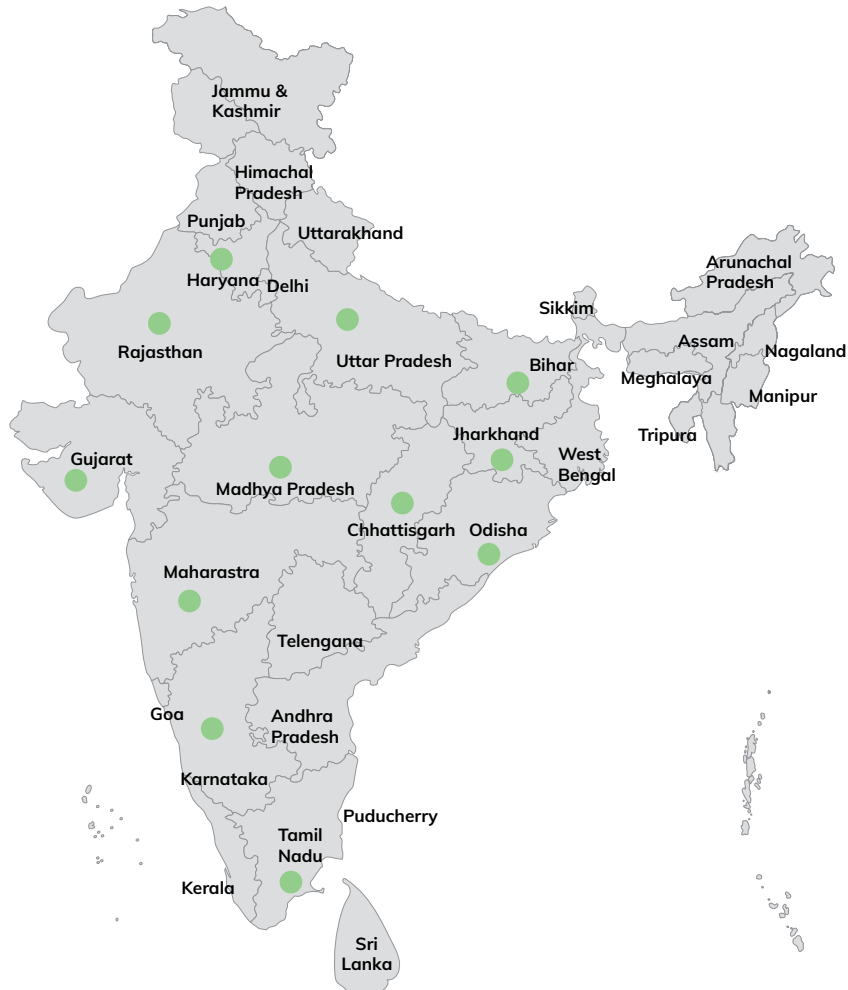 Jammu &
Kashmir
Himachal
Pradesh
Punjab
Uttarakhand
Haryana
Delhi
Arunachal
Pradesh
Sikkim
Assam
Nagaland
Rajasthan
Uttar Pradesh
Bihar
Meghalaya
Manipur
Jharkhand
Tripura
Gujarat
West
Bengal
Madhya Pradesh
Chhattisgarh
Odisha
Maharastra
Telengana
Goa
Andhra
Pradesh
Karnataka
Puducherry
Tamil
Nadu
Kerala
Sri
Lanka